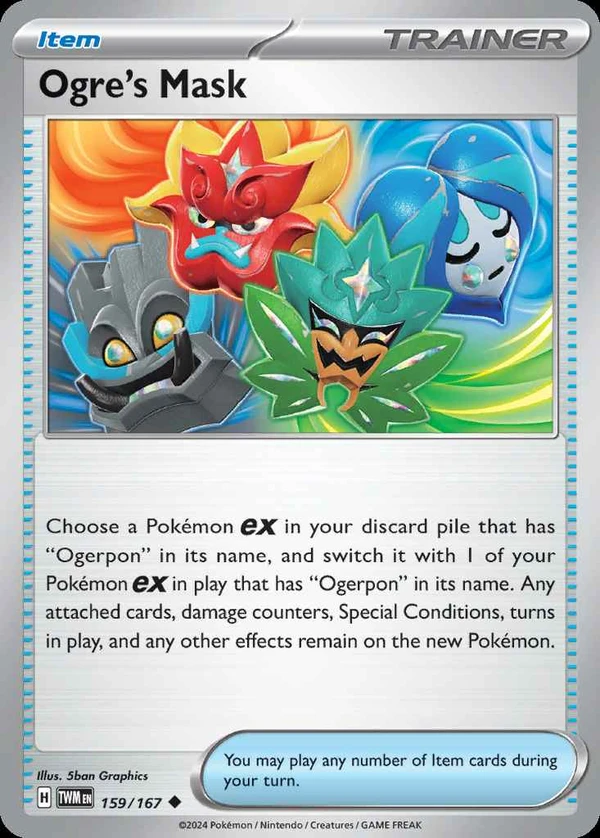 Item
TRAINER
Ogre's Mask
Choose a Pokémon ex in your discard pile that has
“Ogerpon” in its name, and switch it with 1 of your
Pokémon ex in play that has “Ogerpon” in its name. Any
attached cards, damage counters, Special Conditions, turns
in play, and any other effects remain on the new Pokémon.
You may play any number of Item cards during
your turn.
Illus. 5ban Graphics
H TWM EN 159/167 ◆
©2024 Pokémon / Nintendo / Creatures / GAME FREAK